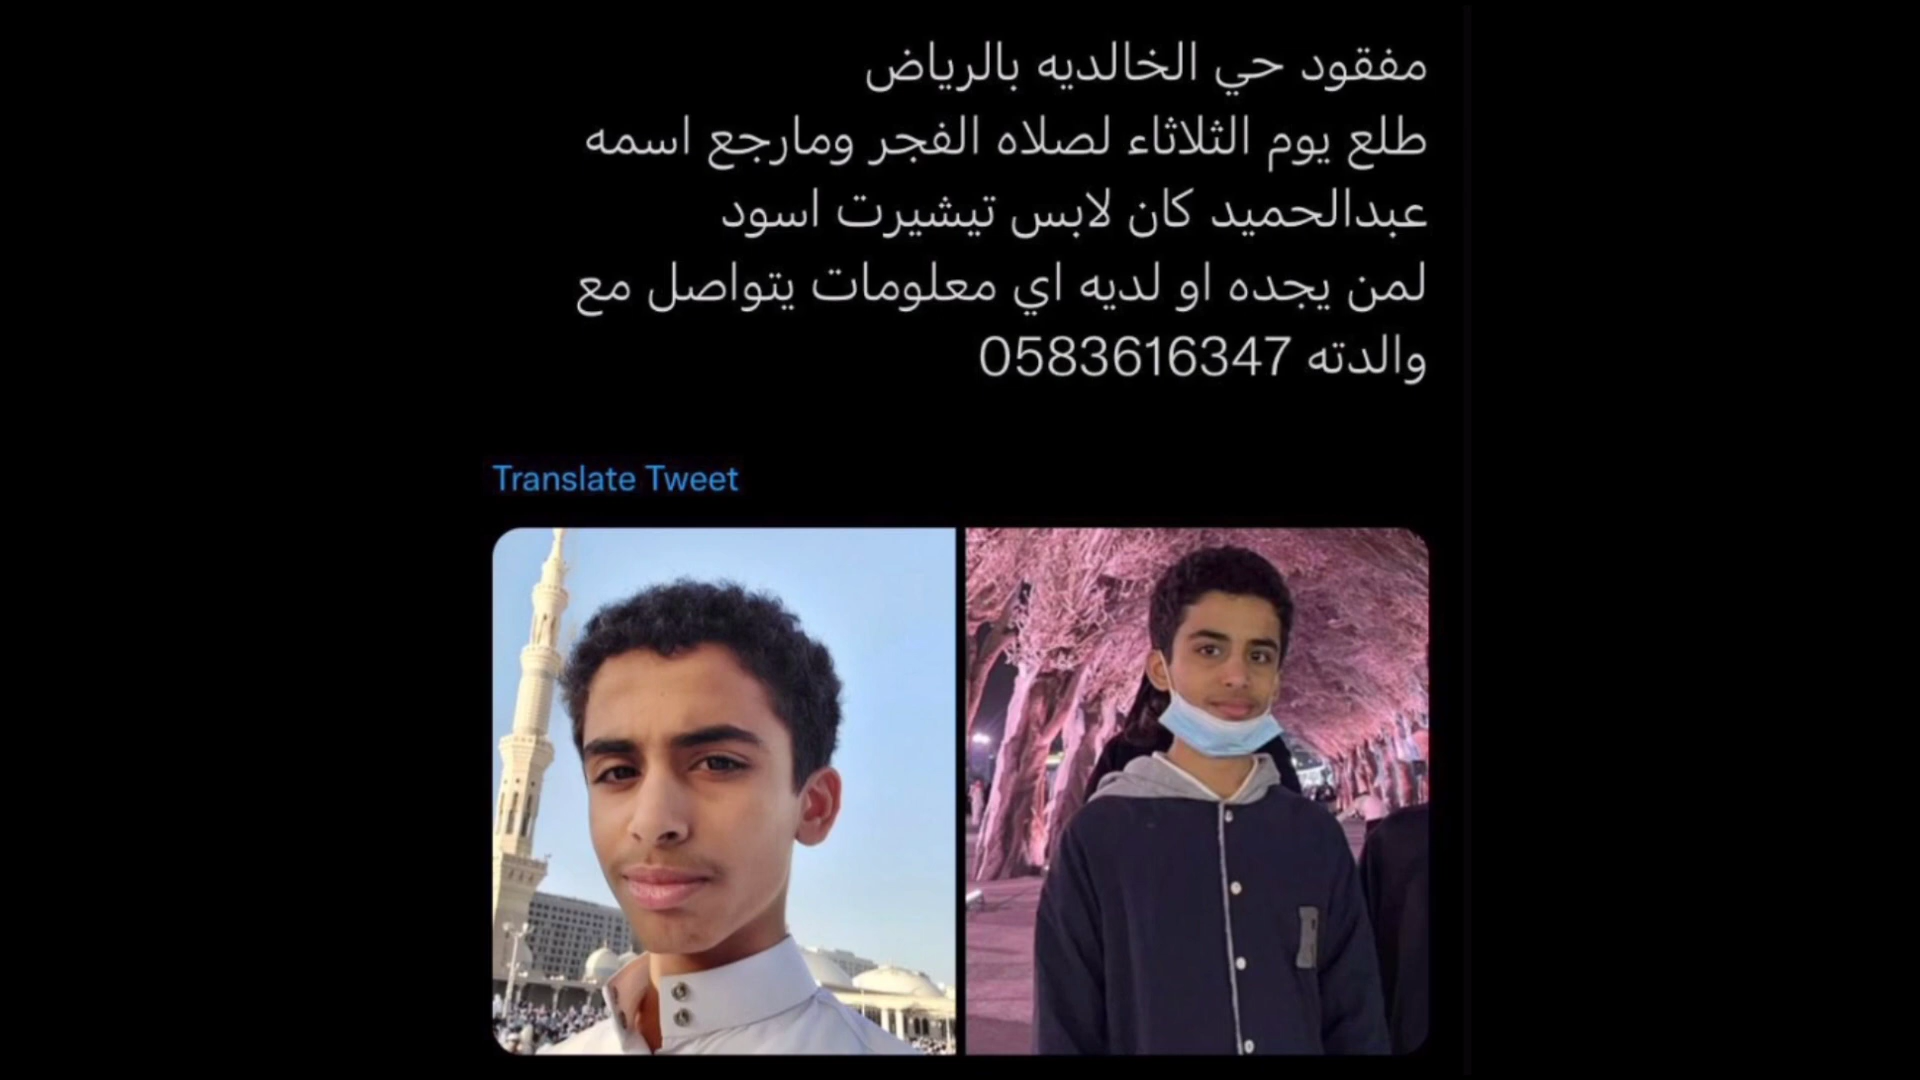 مفقود حي الخالديه بالرياض
طلع يوم الثلاثاء لصلاه الفجر ومارجع اسمه
عبدالحميد كان لابس تيشيرت اسود
لمن يجده او لديه اي معلومات يتواصل مع
والدته 0583616347
Translate Tweet